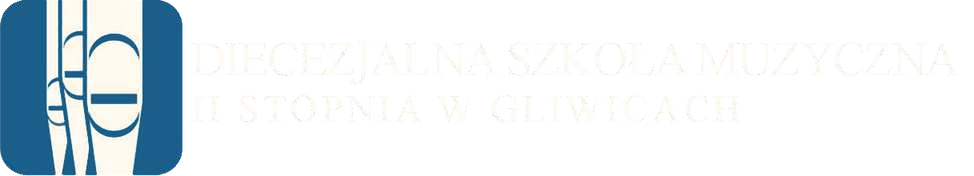 DIECEZJALNA SZKOŁA MUZYCZNA
II STOPNIA W GLIWICACH